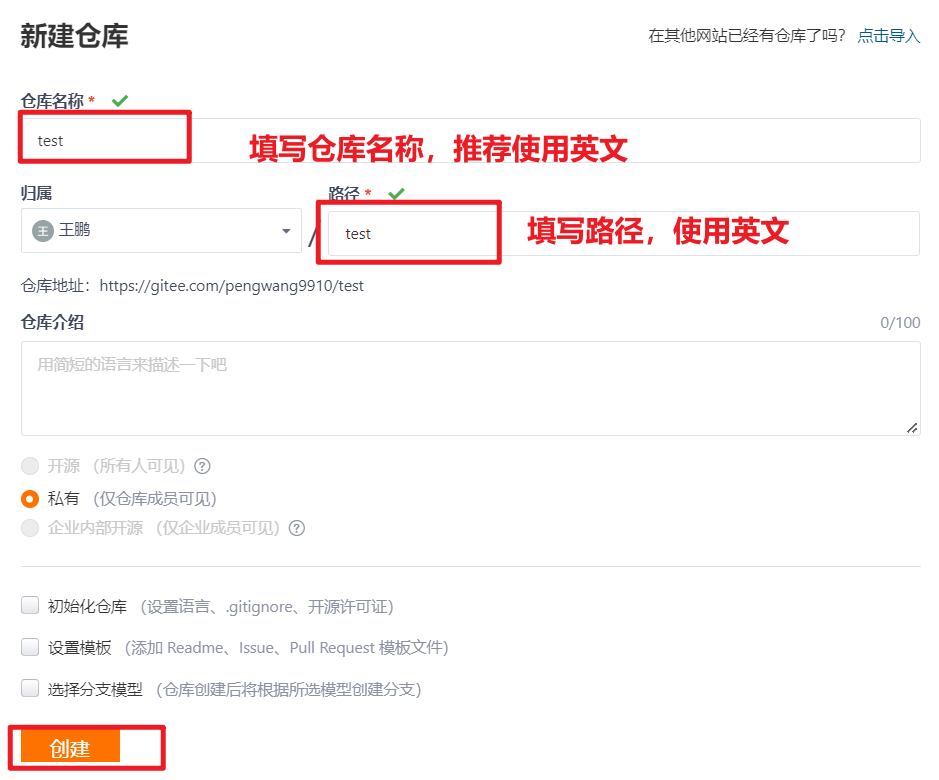 新建仓库
在其他网站已经有仓库了吗? 点击导入
仓库名称 *
test
填写仓库名称，推荐使用英文
归属
路径 *
王 王鹏
/
test
填写路径，使用英文
仓库地址：https://gitee.com/pengwang9910/test
仓库介绍
0/100
用简短的语言来描述一下吧
开源 （所有人可见） ?
私有 （仅仓库成员可见）
企业内部开源 （仅企业成员可见） ?
初始化仓库 （设置语言、.gitignore、开源许可证）
设置模板 （添加 Readme、Issue、Pull Request 模板文件）
选择分支模型 （仓库创建后将根据所选模型创建分支）
创建